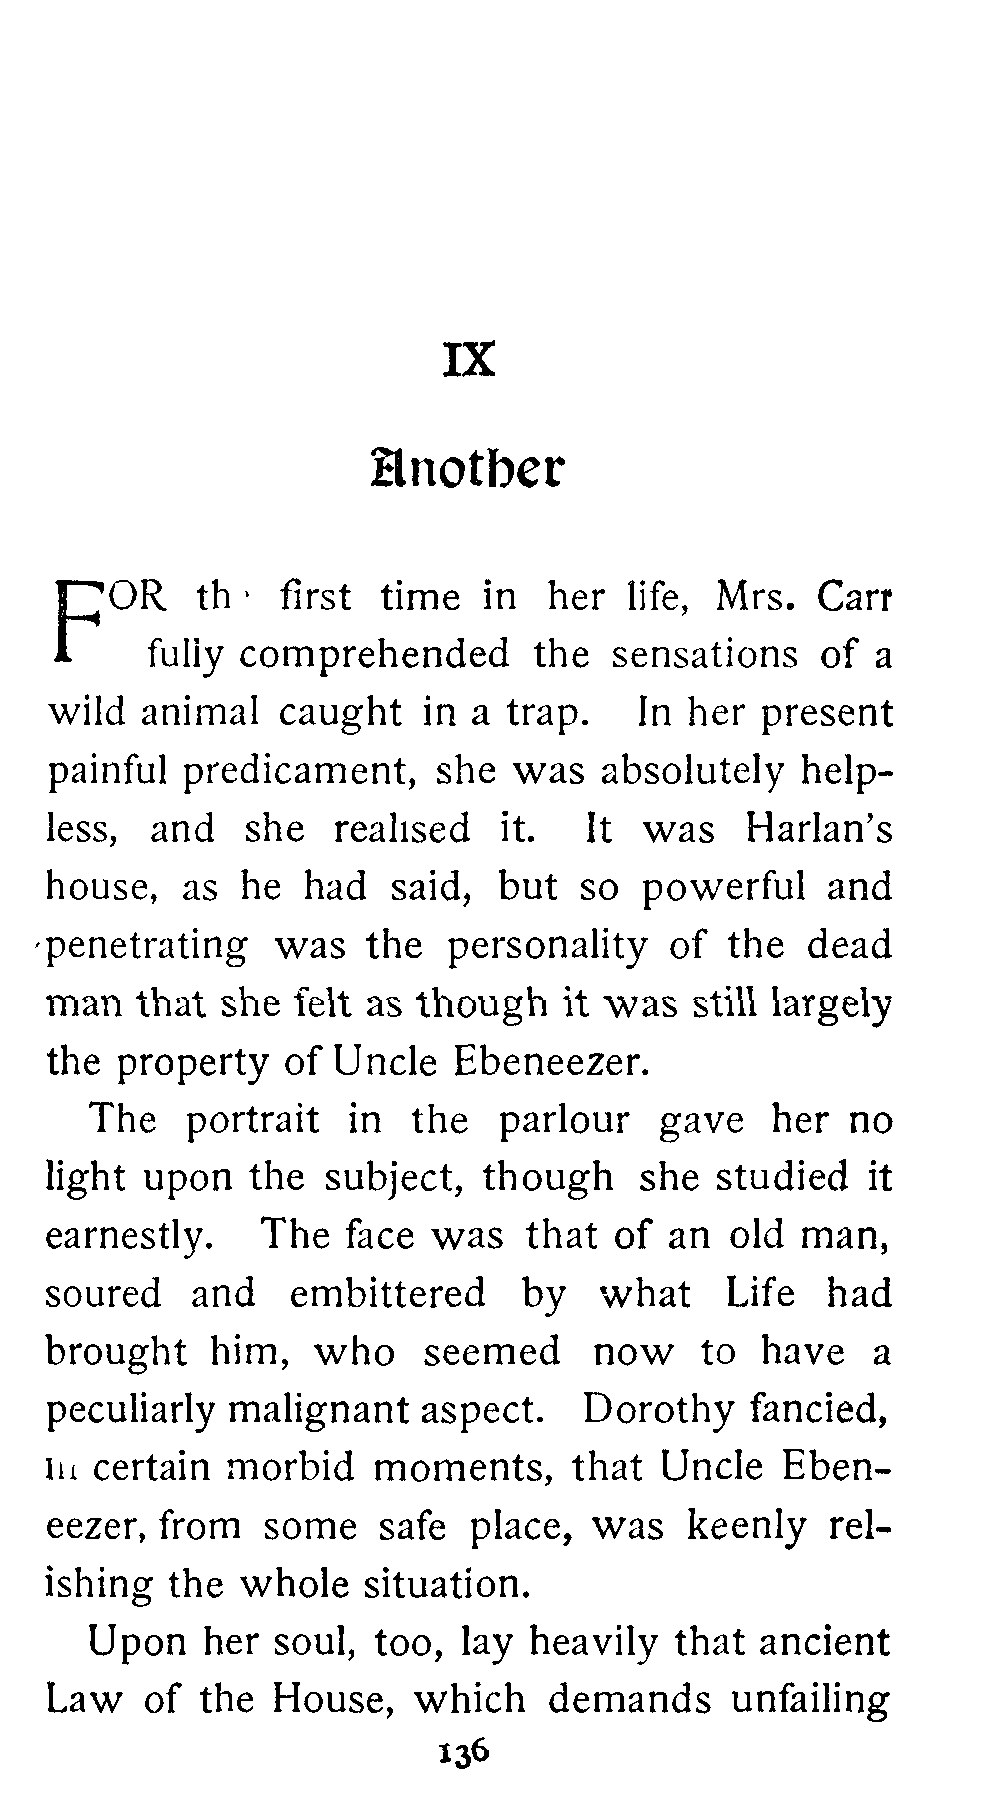 IX
Another
FOR the first time in her life, Mrs. Carr
fully comprehended the sensations of a
wild animal caught in a trap. In her present
painful predicament, she was absolutely help-
less, and she realised it. It was Harlan's
house, as he had said, but so powerful and
penetrating was the personality of the dead
man that she felt as though it was still largely
the property of Uncle Ebeneezer.
The portrait in the parlour gave her no
light upon the subject, though she studied it
earnestly. The face was that of an old man,
soured and embittered by what Life had
brought him, who seemed now to have a
peculiarly malignant aspect. Dorothy fancied,
in certain morbid moments, that Uncle Eben-
eezer, from some safe place, was keenly rel-
ishing the whole situation.
Upon her soul, too, lay heavily that ancient
Law of the House, which demands unfailing
136